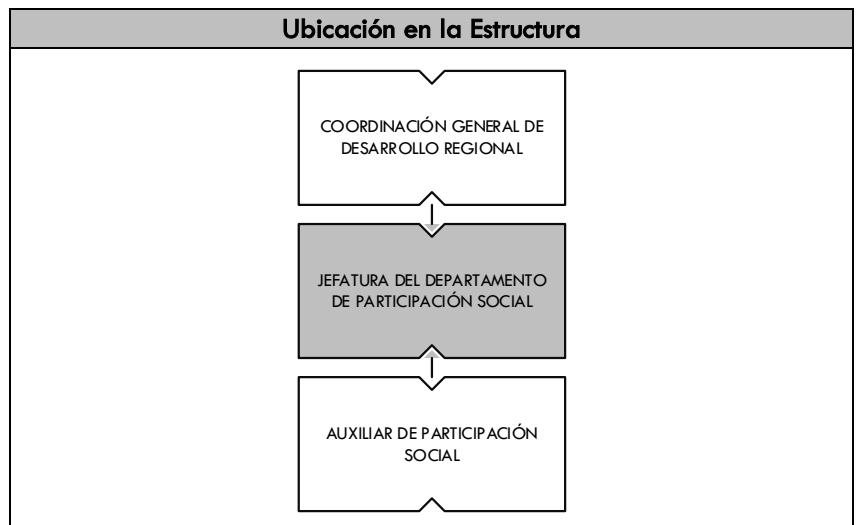 Ubicación en la Estructura
COORDINACIÓN GENERAL DE
DESARROLLO REGIONAL
JEFATURA DEL DEPARTAMENTO
DE PARTICIPACIÓN SOCIAL
AUXILIAR DE PARTICIPACIÓN
SOCIAL